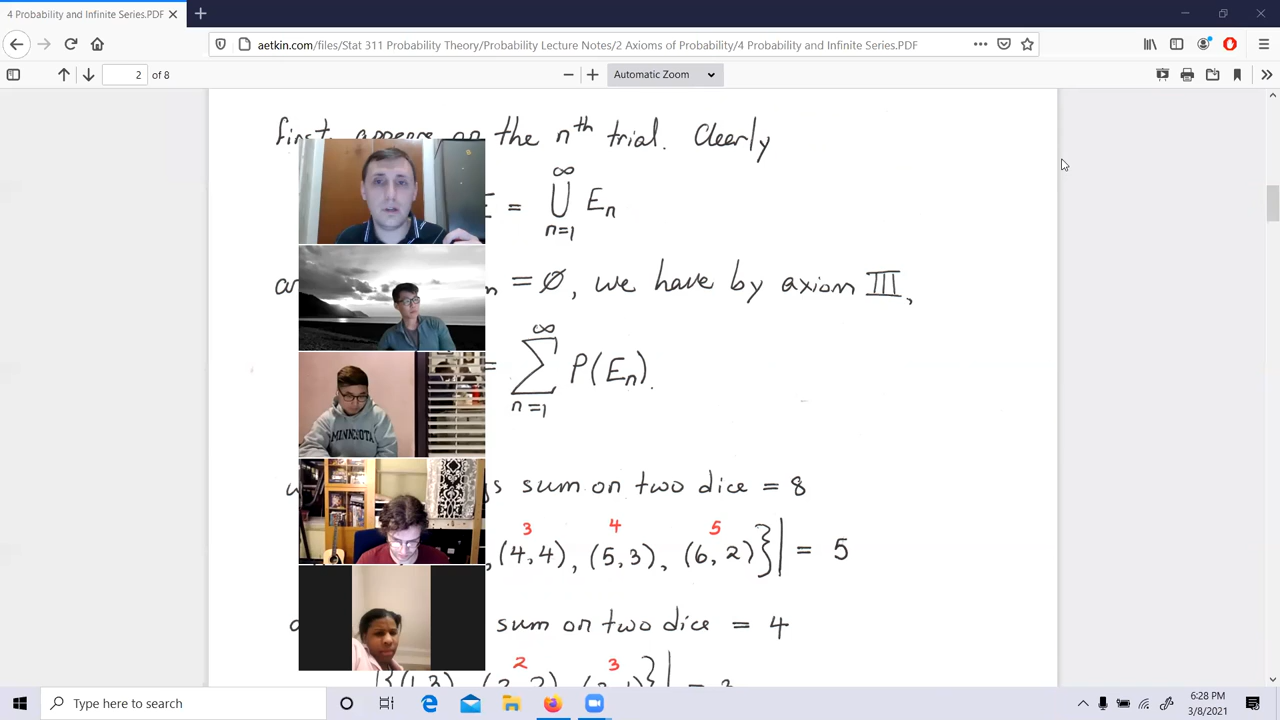 4 Probability and Infinite Series.PDF
aetkin.com/files/Stat 311 Probability Theory/Probability Lecture Notes/2 Axioms of Probability/4 Probability and Infinite Series.PDF
2 of 8
Automatic Zoom
first appears on the nth trial. Clearly
E = ∞ ⋃ n=1 En
= ∅, we have by axiom III,
= ∞ ∑ n=1 P(En).
sum on two dice = 8
3 4 5
(4,4), (5,3), (6,2)}| = 5
sum on two dice = 4
2 3
MINNESOTA
Type here to search
6:28 PM
3/8/2021